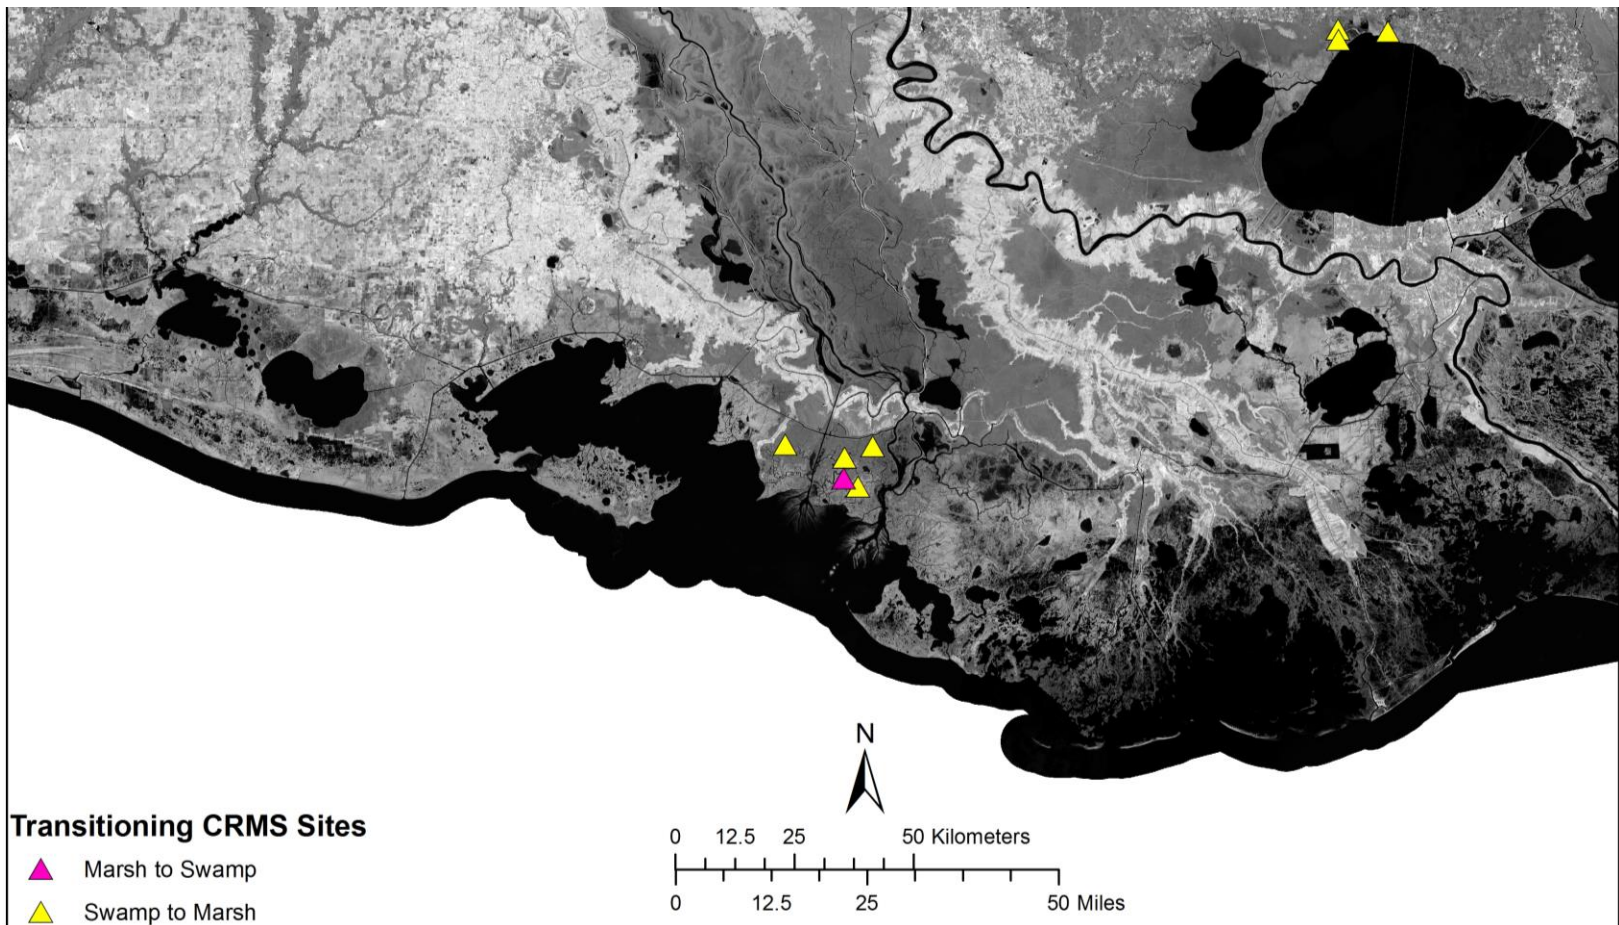 N
Transitioning CRMS Sites
Marsh to Swamp
Swamp to Marsh
0 12.5 25 50 Kilometers
0 12.5 25 50 Miles